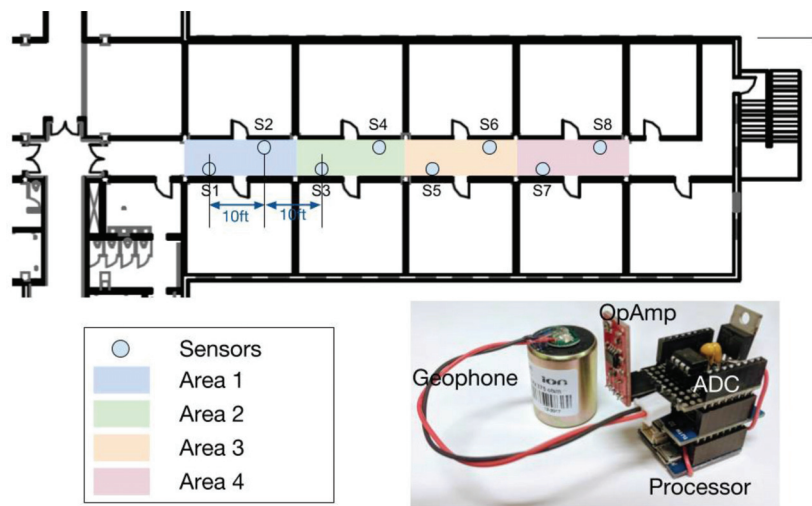 S2
S4
S6
S8
S1
S3
S5
S7
10ft
10ft
Sensors
Area 1
Area 2
Area 3
Area 4
OpAmp
Geophone
ion
ADC
Processor